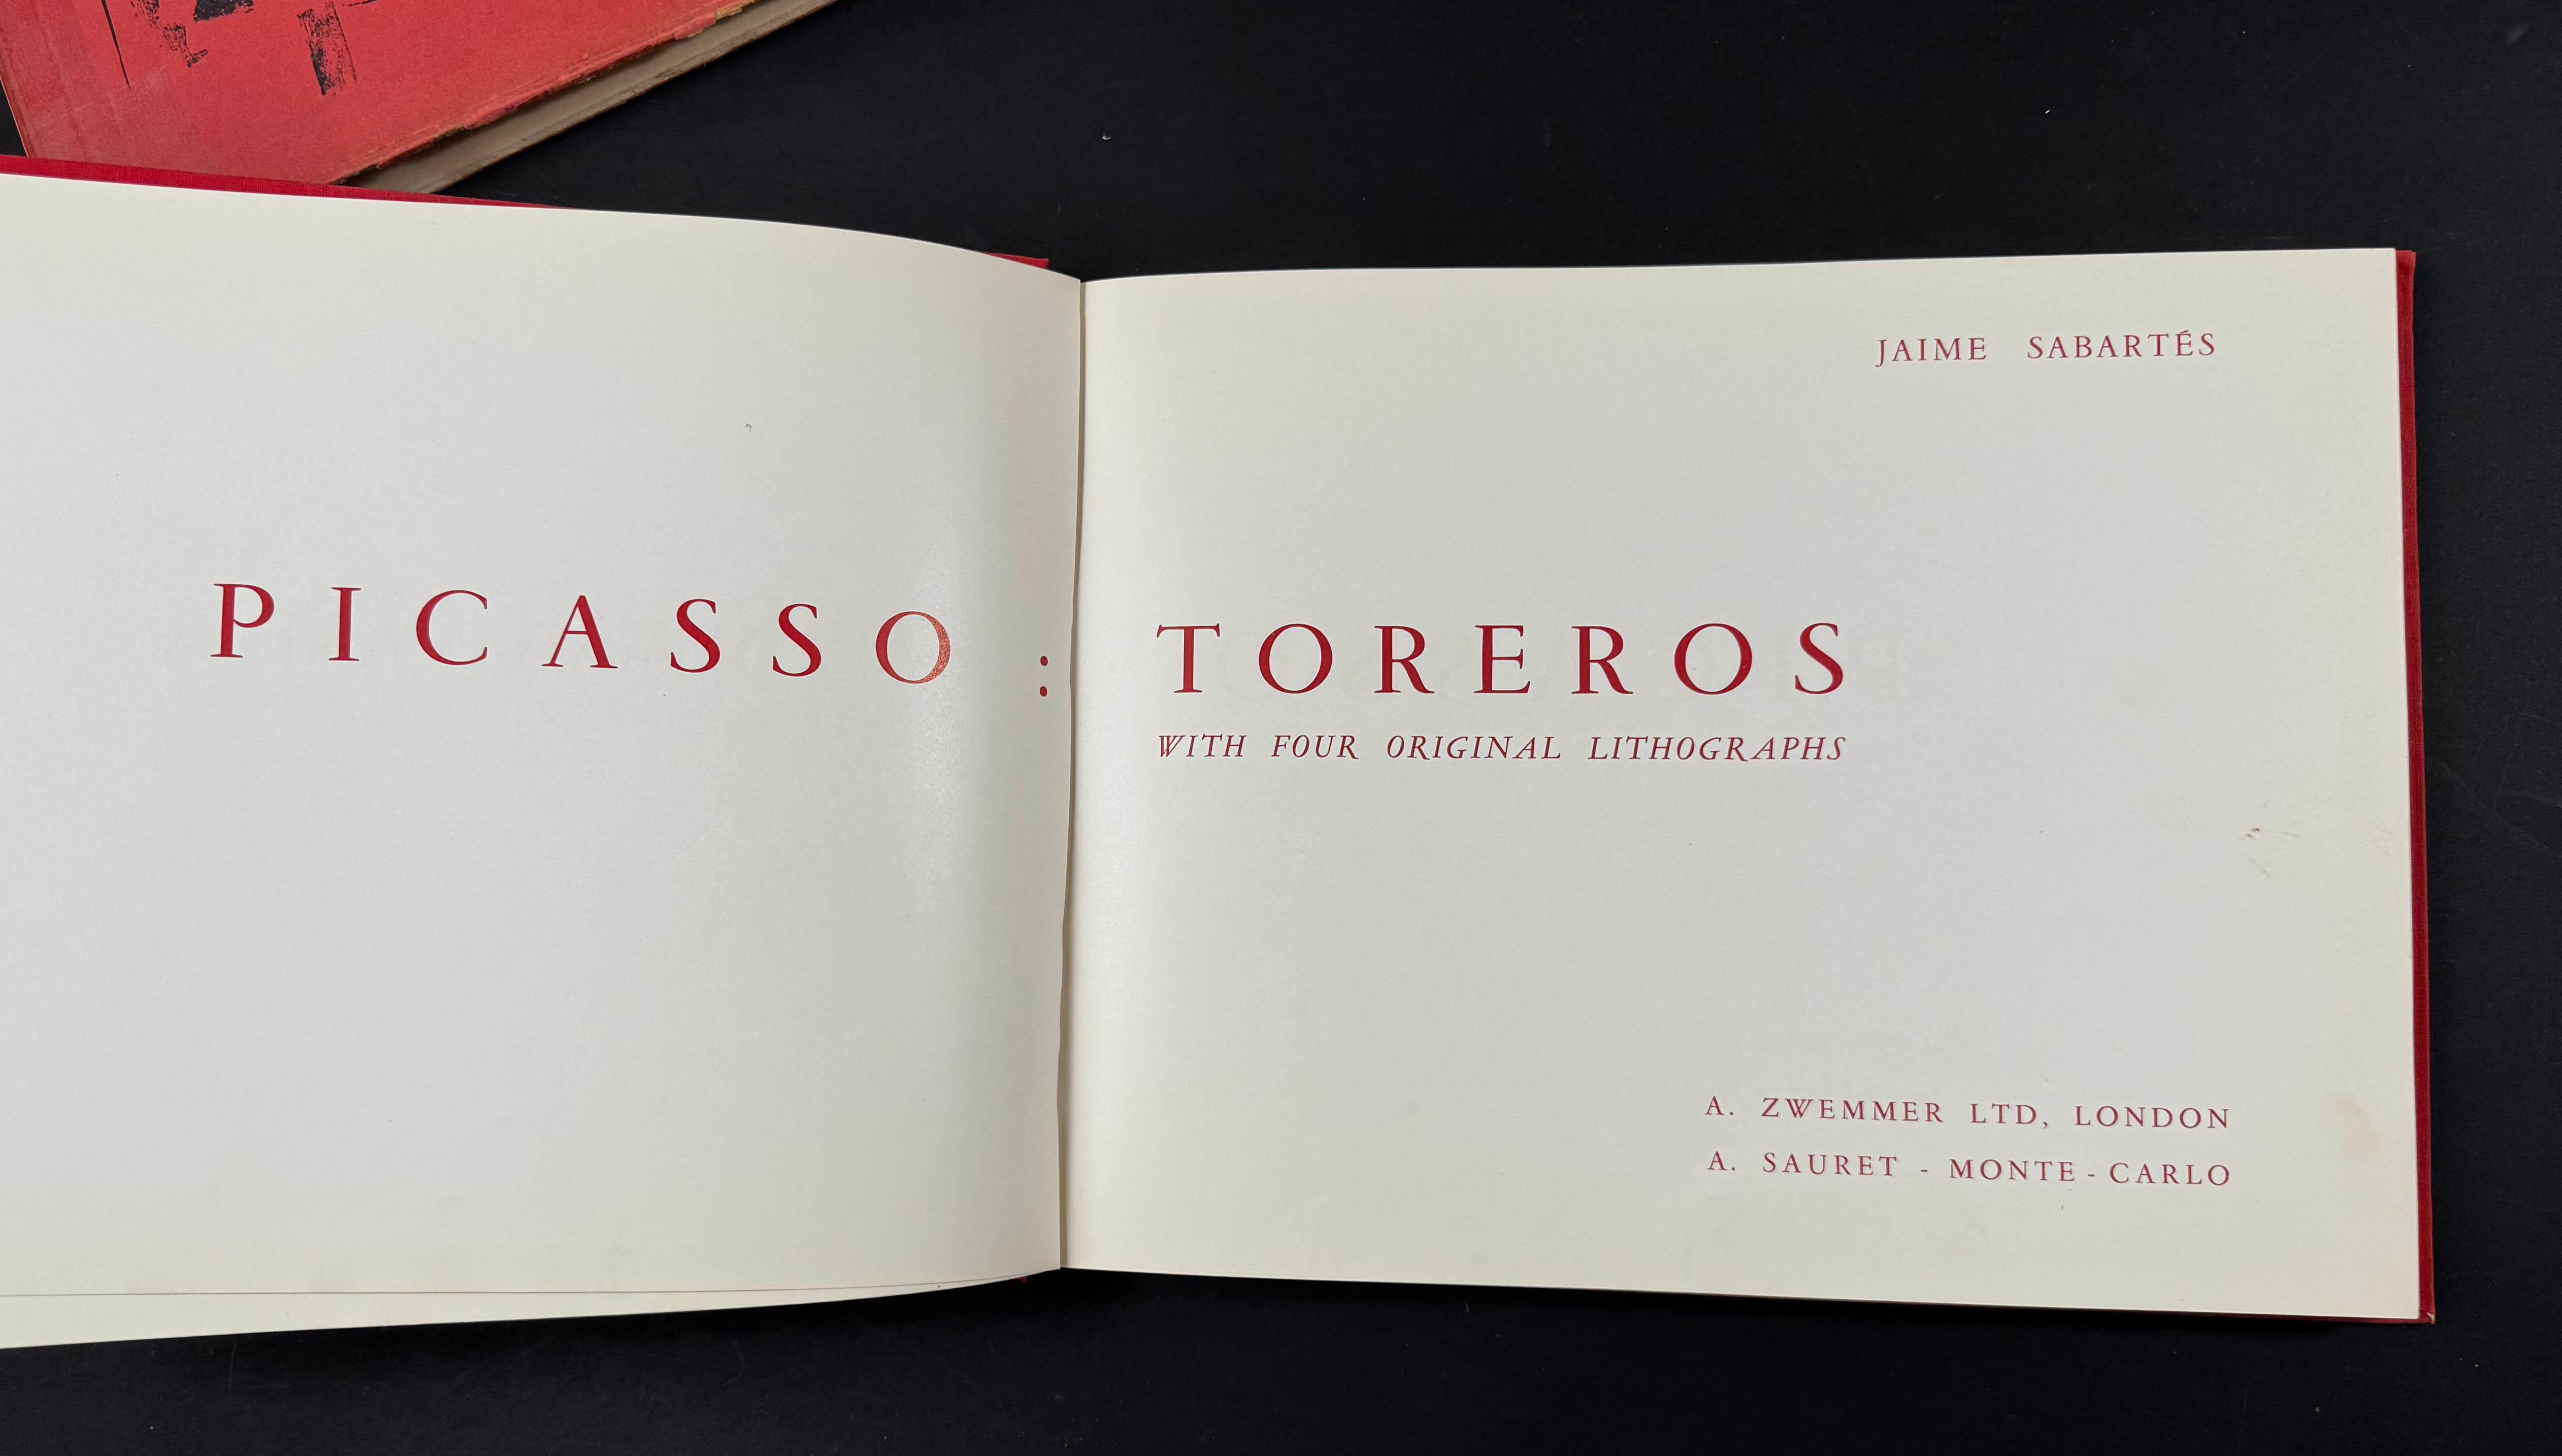 JAIME SABARTÉS
PICASSO : TOREROS
WITH FOUR ORIGINAL LITHOGRAPHS
A. ZWEMMER LTD, LONDON
A. SAURET - MONTE-CARLO